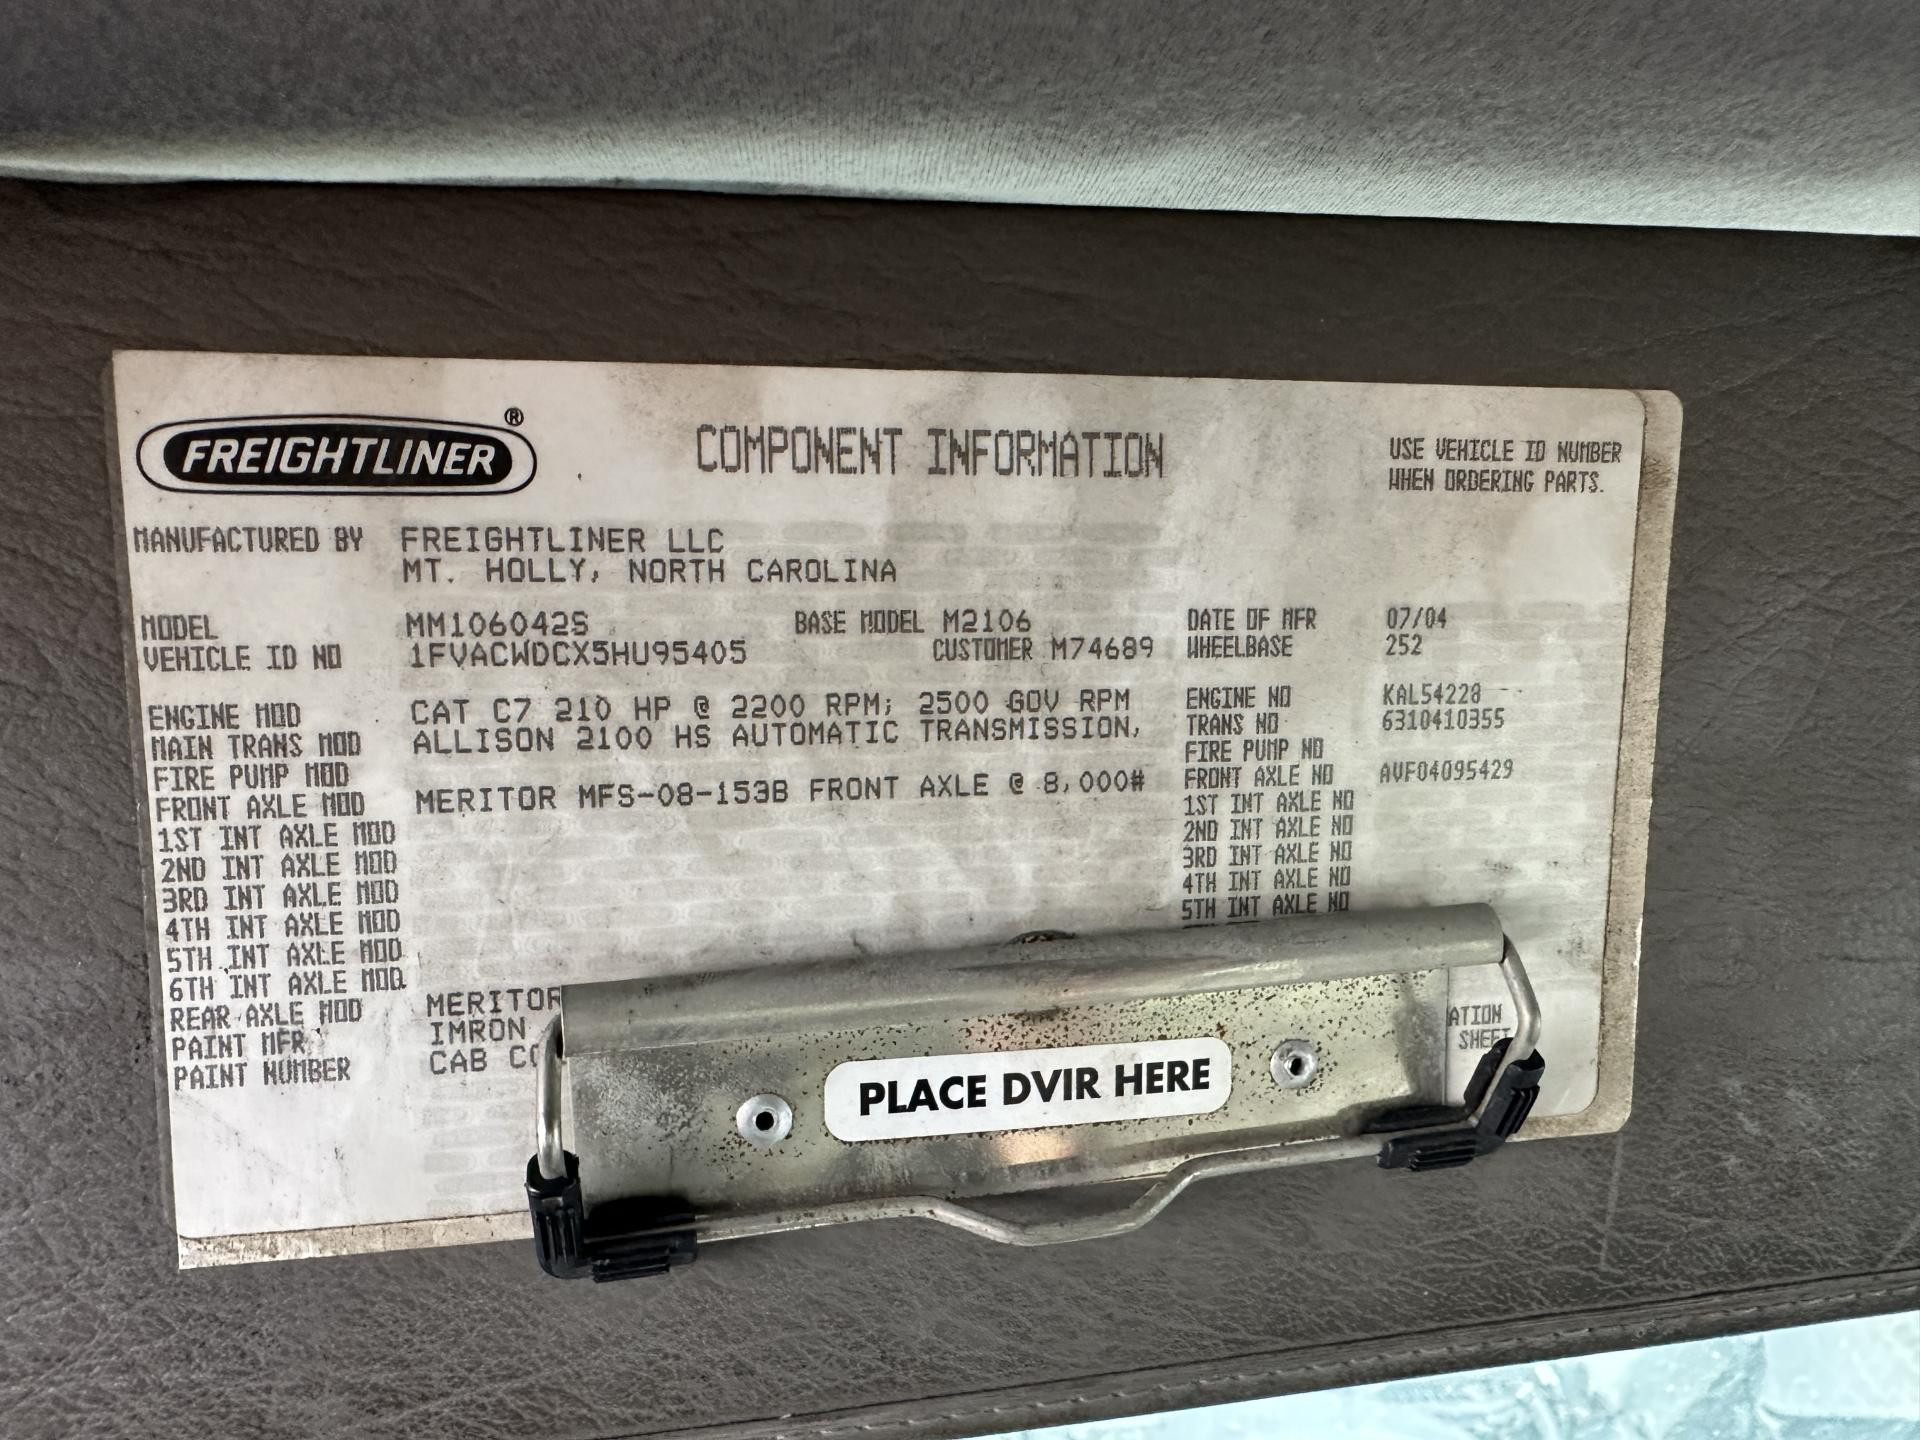 FREIGHTLINER®
COMPONENT INFORMATION
USE VEHICLE ID NUMBER
WHEN ORDERING PARTS.
MANUFACTURED BY FREIGHTLINER LLC
MT. HOLLY, NORTH CAROLINA
MODEL MM106042S BASE MODEL M2106 DATE OF MFR 07/04
VEHICLE ID NO 1FVACWDCX5HU95405 CUSTOMER M74689 WHEELBASE 252
ENGINE MOD CAT C7 210 HP @ 2200 RPM; 2500 GOV RPM ENGINE NO KAL54228
MAIN TRANS MOD ALLISON 2100 HS AUTOMATIC TRANSMISSION, TRANS NO 6310410355
FIRE PUMP MOD FIRE PUMP NO
FRONT AXLE MOD MERITOR MFS-08-153B FRONT AXLE @ 8,000# FRONT AXLE NO AVF04095429
1ST INT AXLE MOD 1ST INT AXLE NO
2ND INT AXLE MOD 2ND INT AXLE NO
3RD INT AXLE MOD 3RD INT AXLE NO
4TH INT AXLE MOD 4TH INT AXLE NO
5TH INT AXLE MOD 5TH INT AXLE NO
6TH INT AXLE MOD
REAR AXLE MOD MERITOR
PAINT MFR IMRON
PAINT NUMBER CAB
ATION
SHEET
PLACE DVIR HERE